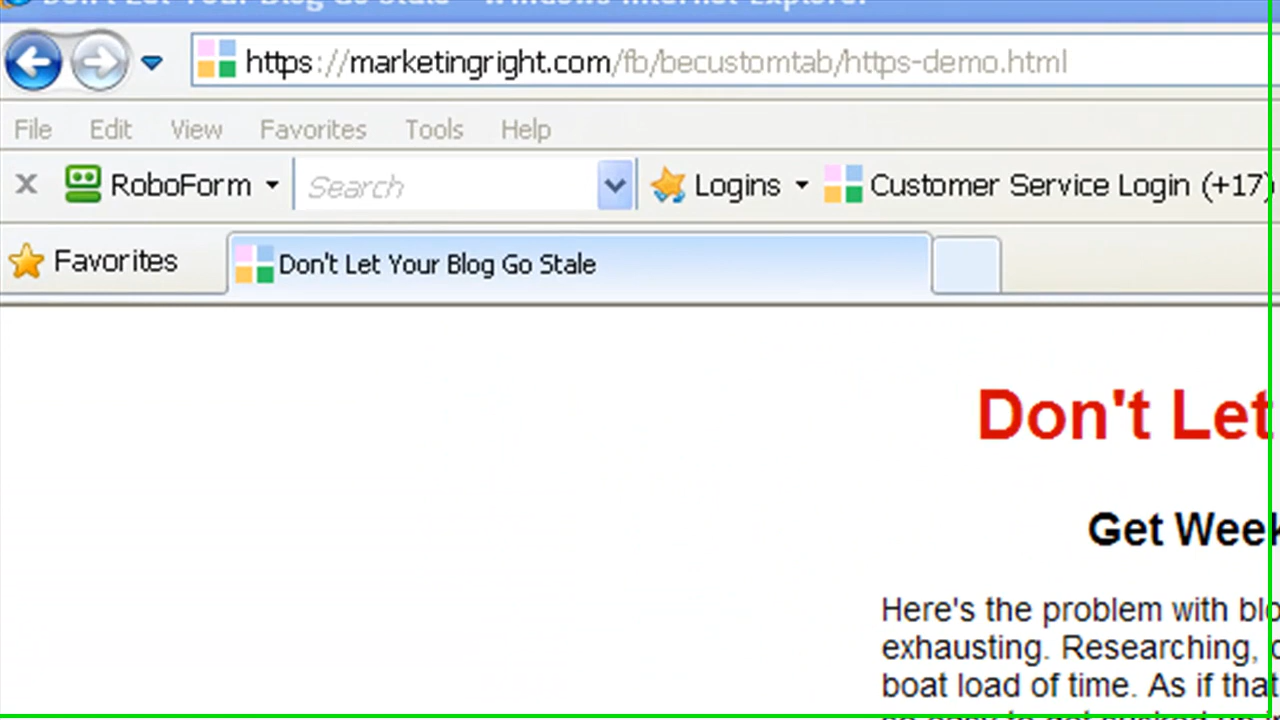 Don't Let Your Blog Go Stale - Windows Internet Explorer
https://marketingright.com/fb/becustomtab/https-demo.html
File Edit View Favorites Tools Help
x RoboForm Search Logins Customer Service Login (+17)
Favorites Don't Let Your Blog Go Stale
Don't Let
Get Week
Here's the problem with blo
exhausting. Researching,
boat load of time. As if that